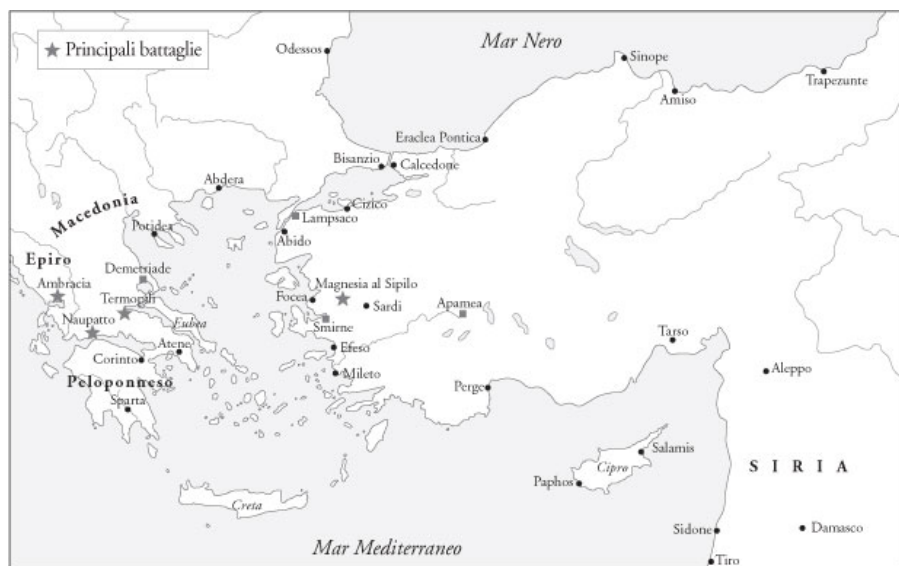 Principali battaglie
Mar Nero
Odessos
Sinope
Trapezunte
Amiso
Eraclea Pontica
Bisanzio
Calcedone
Abdera
Cizico
Lampsaco
Macedonia
Potidea
Abido
Epiro
Demetriade
Magnesia al Sipilo
Ambracia
Termopili
Focea
Sardi
Apamea
Naupatto
Eubea
Smirne
Tarso
Atene
Efeso
Corinto
Aleppo
Mileto
Peloponneso
Perge
Sparta
Salamis
Cipro
SIRIA
Paphos
Creta
Sidone
Damasco
Mar Mediterraneo
Tiro